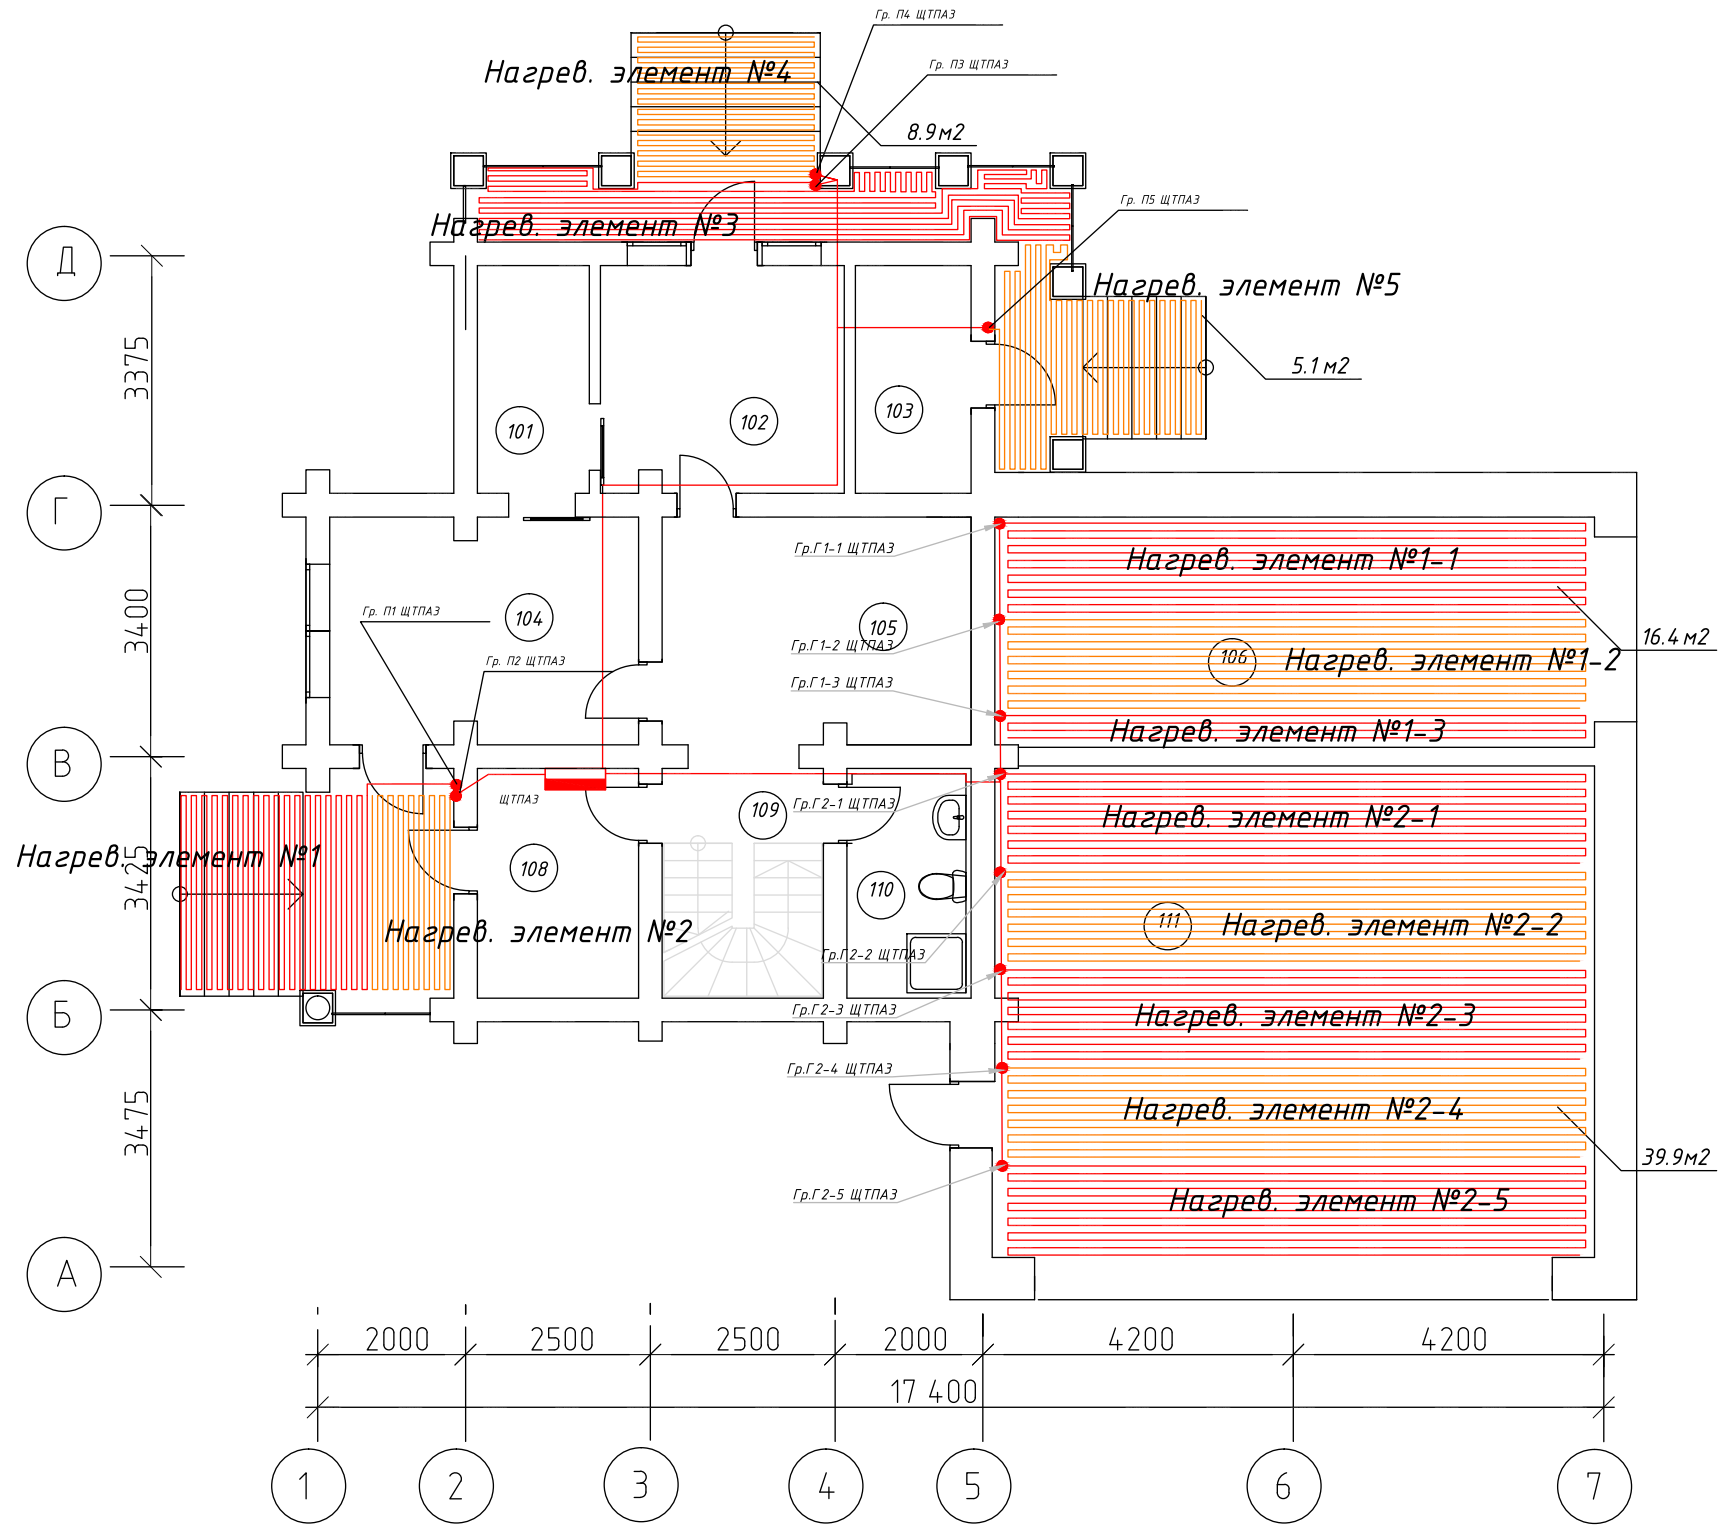 Гр. П4 ЩТПАЗ
Гр. П3 ЩТПАЗ
Нагрев. элемент №4
8.9м2
Гр. П5 ЩТПАЗ
Нагрев. элемент №3
Д
Нагрев. элемент №5
3375
5.1м2
101
102
103
Г
Гр.Г1-1 ЩТПАЗ
Нагрев. элемент №1-1
3400
Гр. П1 ЩТПАЗ
104
105
16.4м2
Гр.Г1-2 ЩТПАЗ
106
Нагрев. элемент №1-2
Гр. П2 ЩТПАЗ
Гр.Г1-3 ЩТПАЗ
Нагрев. элемент №1-3
В
ЩТПАЗ
109
Гр.Г2-1 ЩТПАЗ
Нагрев. элемент №2-1
Нагрев. элемент №1
3425
108
110
111
Нагрев. элемент №2-2
Нагрев. элемент №2
Гр.Г2-2 ЩТПАЗ
Б
Гр.Г2-3 ЩТПАЗ
Нагрев. элемент №2-3
Гр.Г2-4 ЩТПАЗ
3475
Нагрев. элемент №2-4
39.9м2
Гр.Г2-5 ЩТПАЗ
Нагрев. элемент №2-5
А
2000
2500
2500
2000
4200
4200
17 400
1
2
3
4
5
6
7